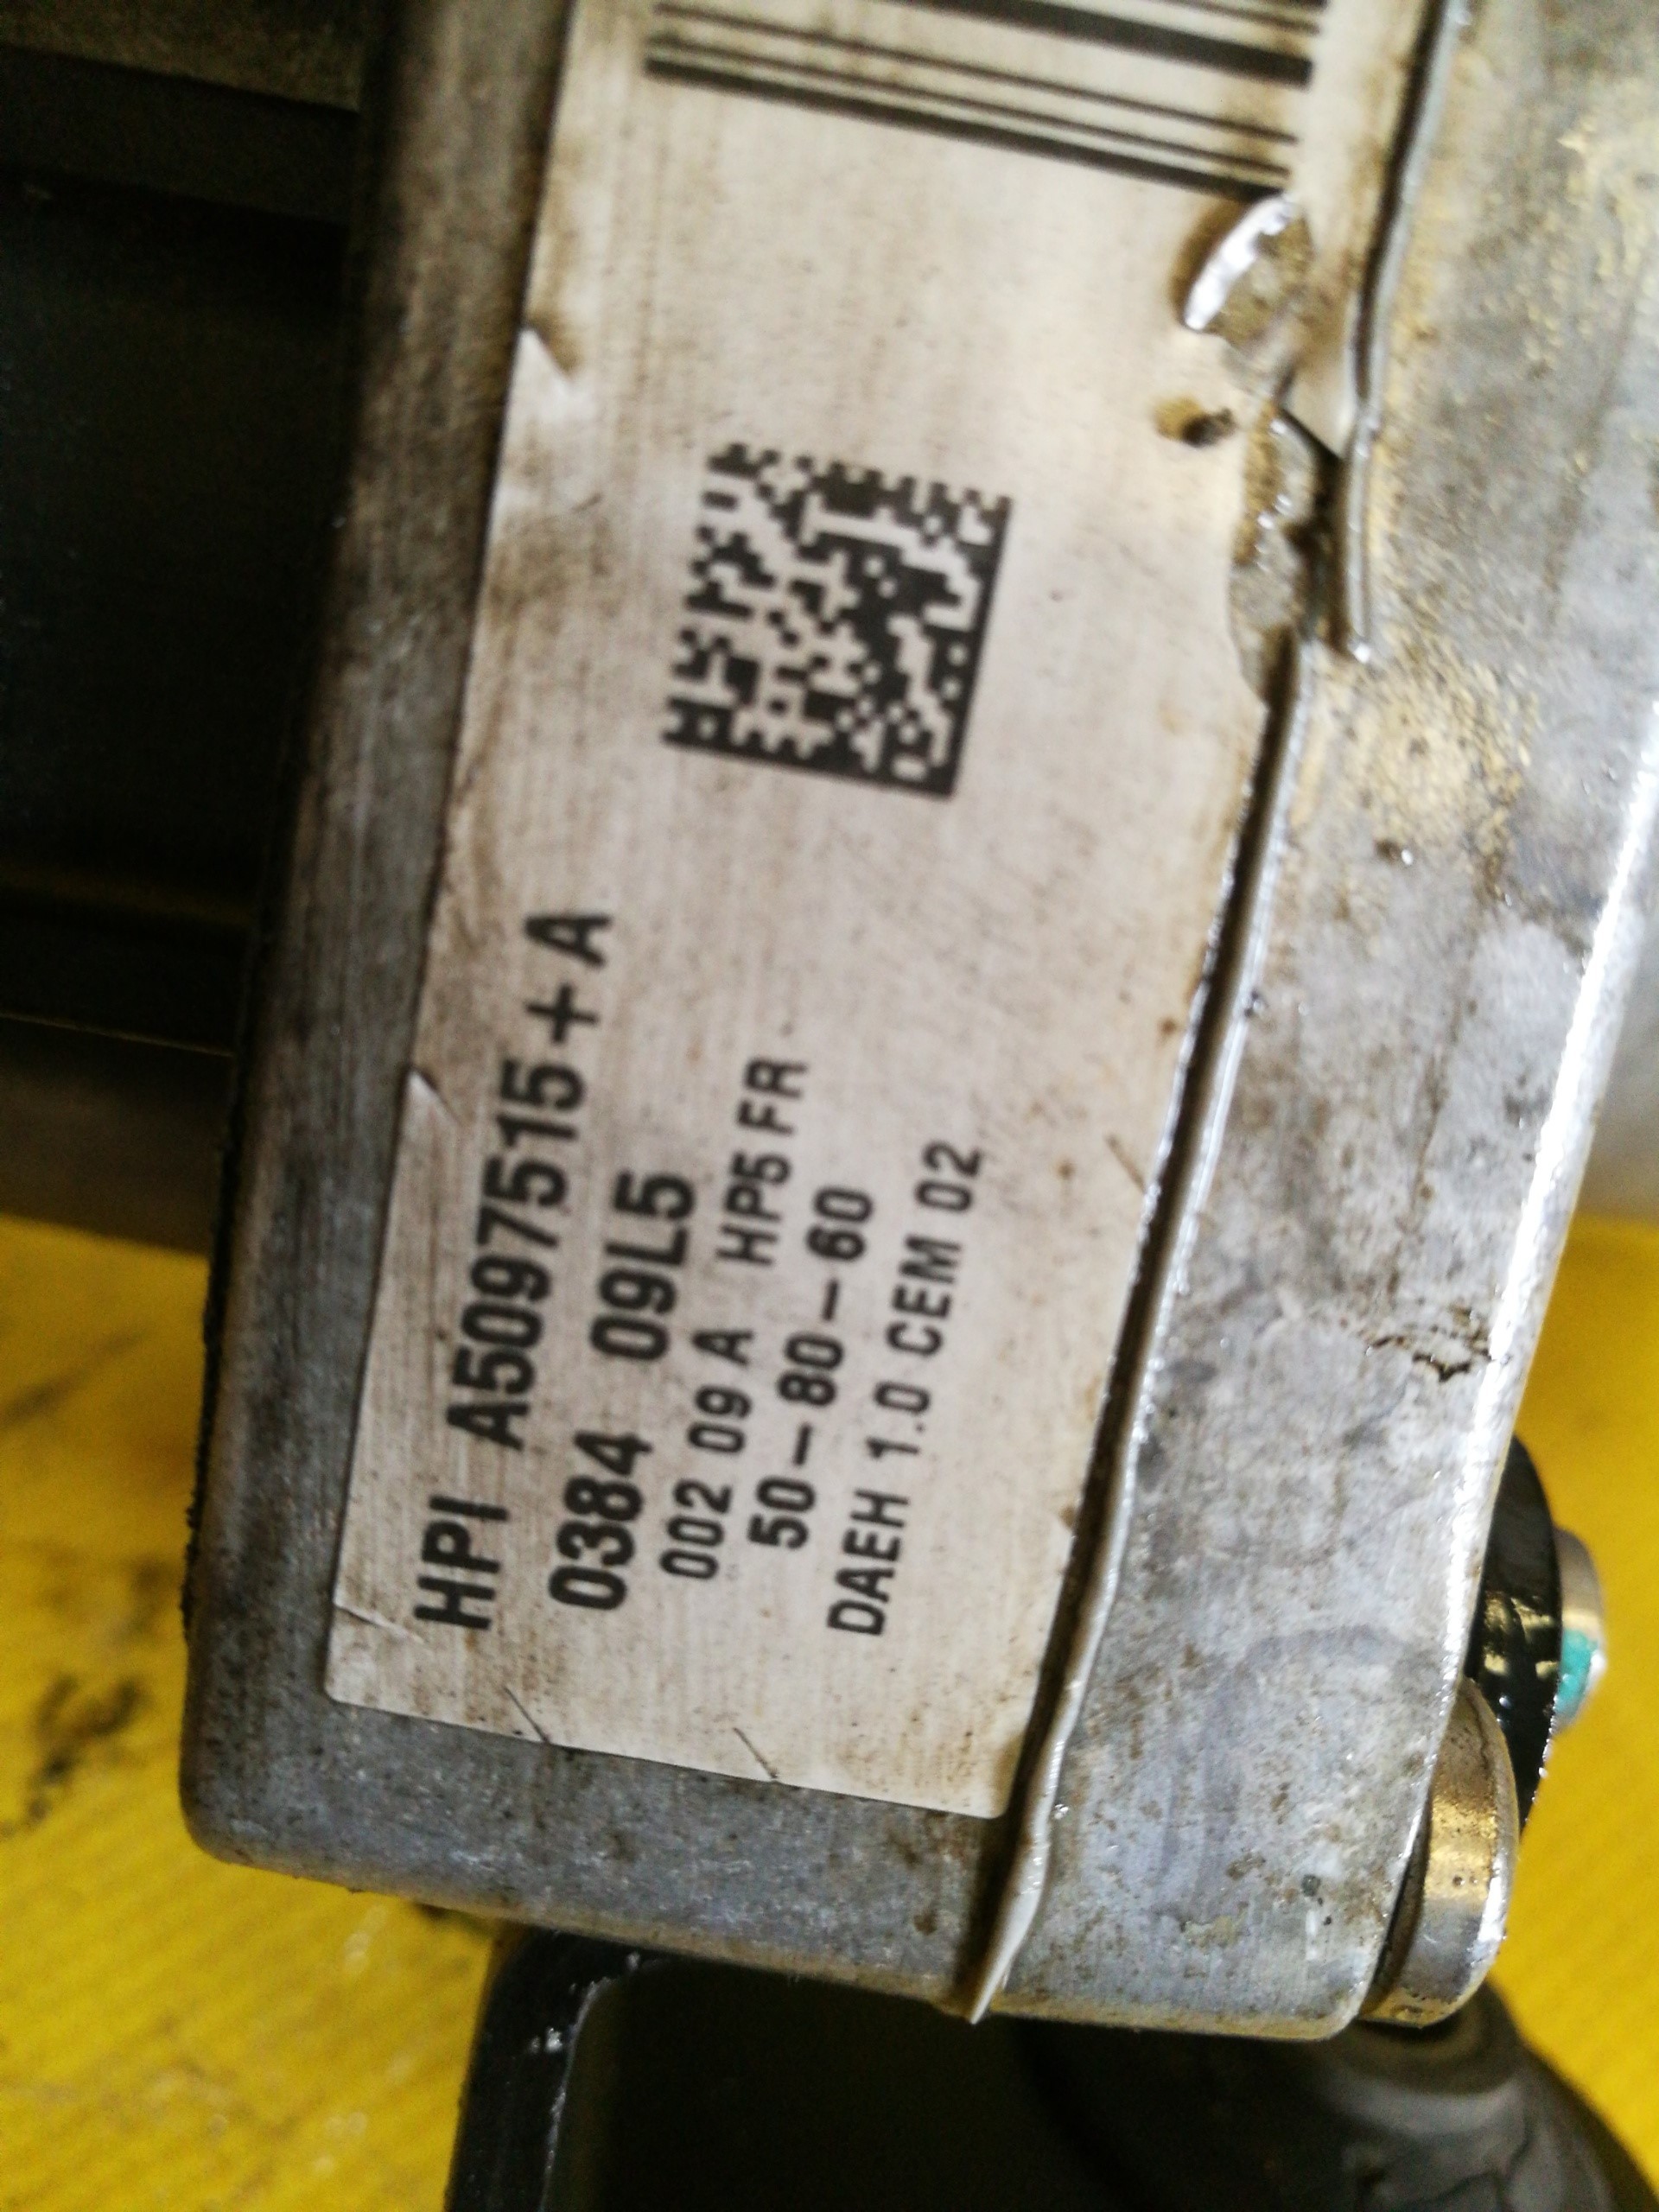 HPI A5097515+A
0384 09L5
002 09 A HP5 FR
50-80-60
DAEH 1.0 CEM 02